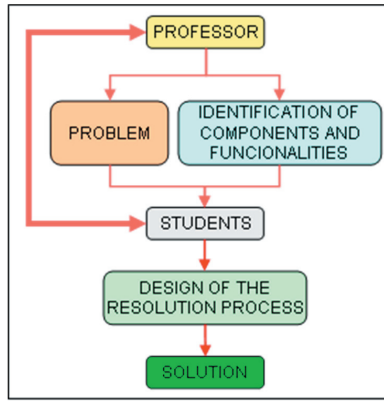 PROFESSOR
PROBLEM
IDENTIFICATION OF
COMPONENTS AND
FUNCIONALITIES
STUDENTS
DESIGN OF THE
RESOLUTION PROCESS
SOLUTION